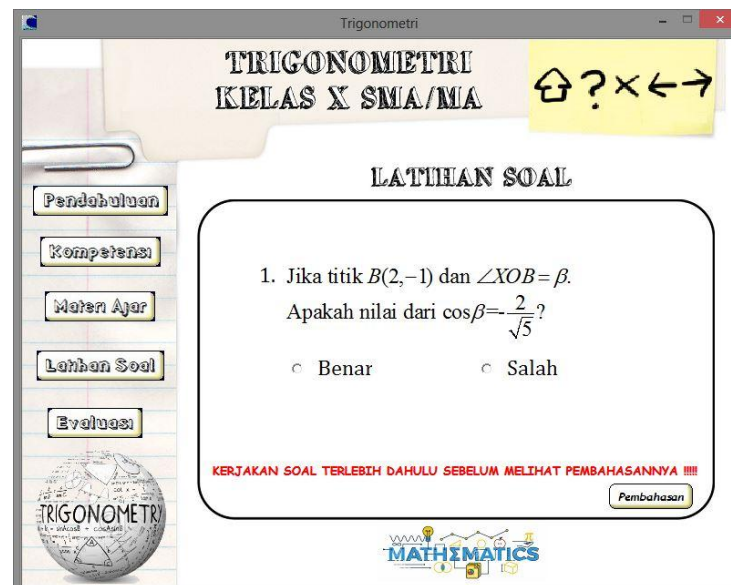 Trigonometri
TRIGONOMETRI
KELAS X SMA/MA
?
LATIHAN SOAL
Pendahuluan
Kompetensi
Materi Ajar
Latihan Soal
Evaluasi
1. Jika titik B(2,−1) dan ∠XOB = β.
Apakah nilai dari cosβ=-2/√5?
Benar
Salah
KERJAKAN SOAL TERLEBIH DAHULU SEBELUM MELIHAT PEMBAHASANNYA !!!!!
Pembahasan
TRIGONOMETRY
MATHEMATICS